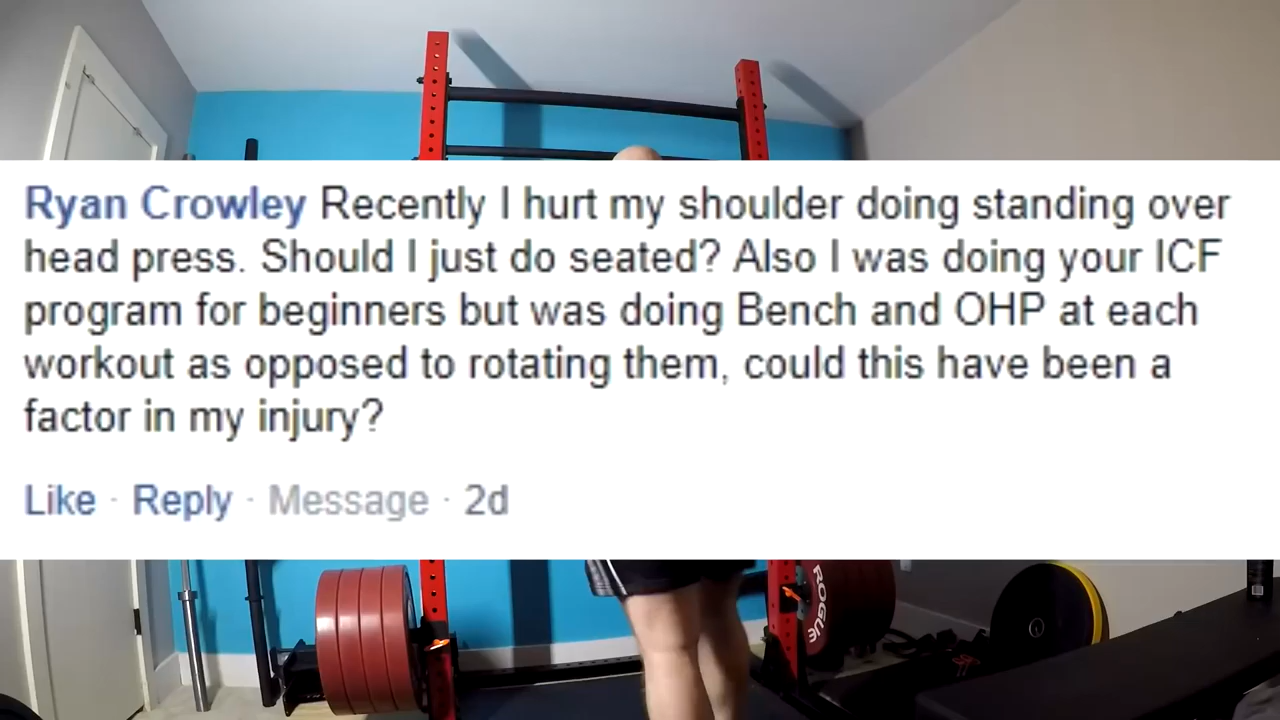 Ryan Crowley Recently I hurt my shoulder doing standing over
head press. Should I just do seated? Also I was doing your ICF
program for beginners but was doing Bench and OHP at each
workout as opposed to rotating them, could this have been a
factor in my injury?
Like · Reply · Message · 2d
ROGUE